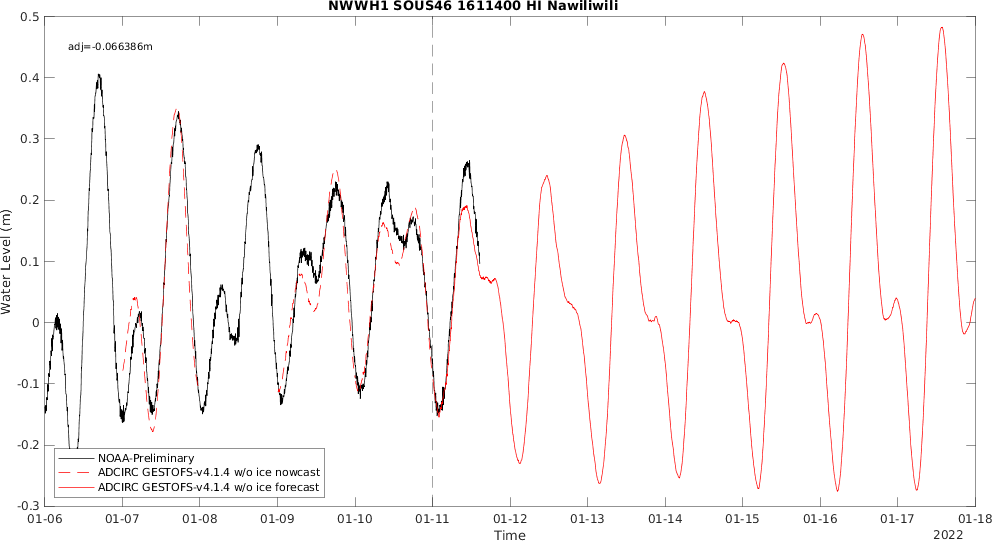 NWWH1 SOUS46 1611400 HI Nawiliwili
adj=-0.066386m
0.5
0.4
0.3
0.2
0.1
0
-0.1
-0.2
-0.3
Water Level (m)
NOAA-Preliminary
ADCIRC GESTOFS-v4.1.4 w/o ice nowcast
ADCIRC GESTOFS-v4.1.4 w/o ice forecast
01-06 01-07 01-08 01-09 01-10 01-11 01-12 01-13 01-14 01-15 01-16 01-17 01-18
Time
2022